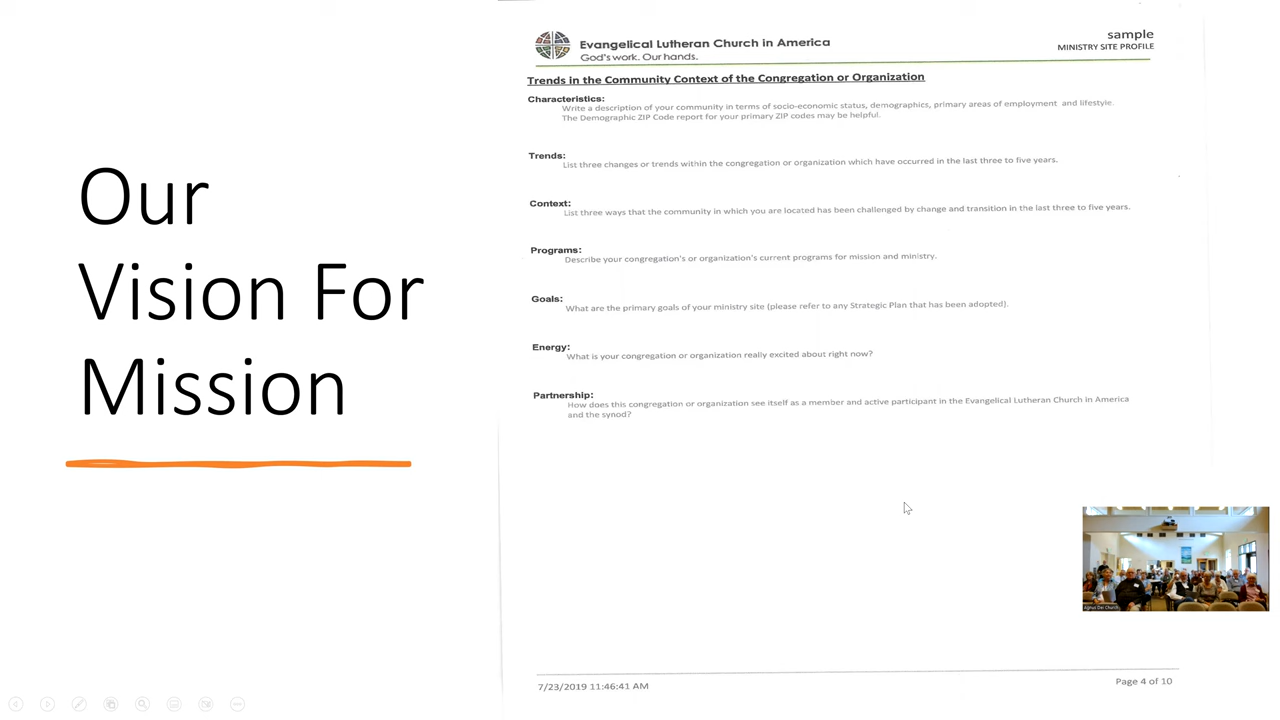 Our
Vision For
Mission
Evangelical Lutheran Church in America
God's work. Our hands.
sample
MINISTRY SITE PROFILE
Trends in the Community Context of the Congregation or Organization
Characteristics:
Write a description of your community in terms of socio-economic status, demographics, primary areas of employment and lifestyle.
The Demographic ZIP Code report for your primary ZIP codes may be helpful.
Trends:
List three changes or trends within the congregation or organization which have occurred in the last three to five years.
Context:
List three ways that the community in which you are located has been challenged by change and transition in the last three to five years.
Programs:
Describe your congregation's or organization's current programs for mission and ministry.
Goals:
What are the primary goals of your ministry site (please refer to any Strategic Plan that has been adopted).
Energy:
What is your congregation or organization really excited about right now?
Partnership:
How does this congregation or organization see itself as a member and active participant in the Evangelical Lutheran Church in America
and the synod?
Agnus Dei Church
7/23/2019 11:46:41 AM
Page 4 of 10